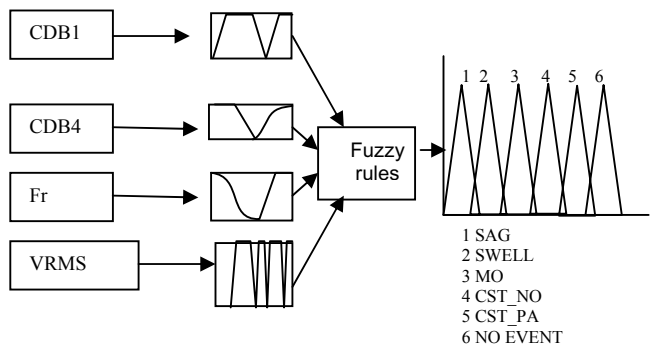 CDB1
CDB4
Fr
VRMS
Fuzzy
rules
1 2 3 4 5 6
1 SAG
2 SWELL
3 MO
4 CST_NO
5 CST_PA
6 NO EVENT